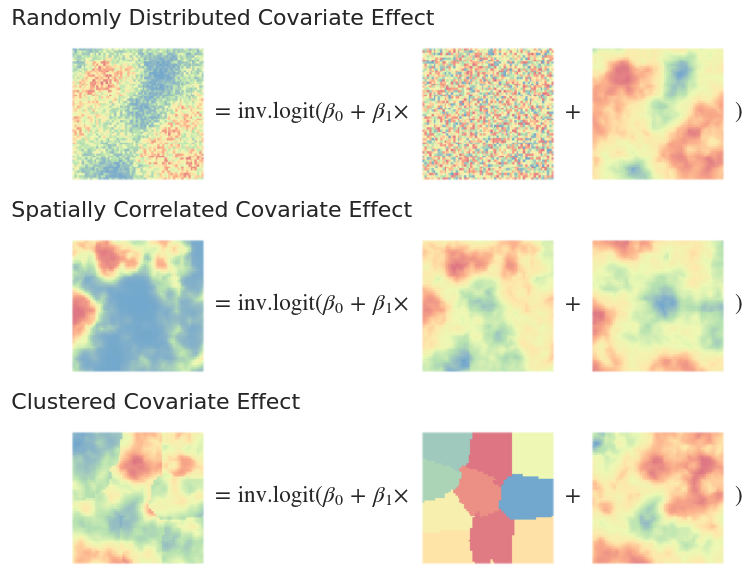 Randomly Distributed Covariate Effect
= inv.logit(β₀ + β₁× + )
Spatially Correlated Covariate Effect
= inv.logit(β₀ + β₁× + )
Clustered Covariate Effect
= inv.logit(β₀ + β₁× + )